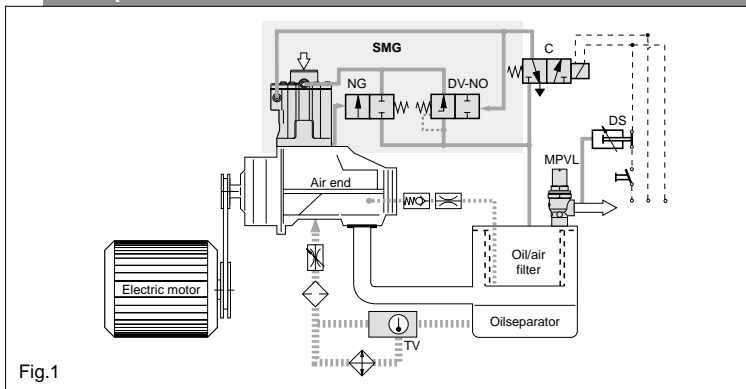 SMG
C
NG
DV-NO
DS
MPVL
Air end
Oil/air
filter
Electric motor
Oilseparator
TV
Fig.1